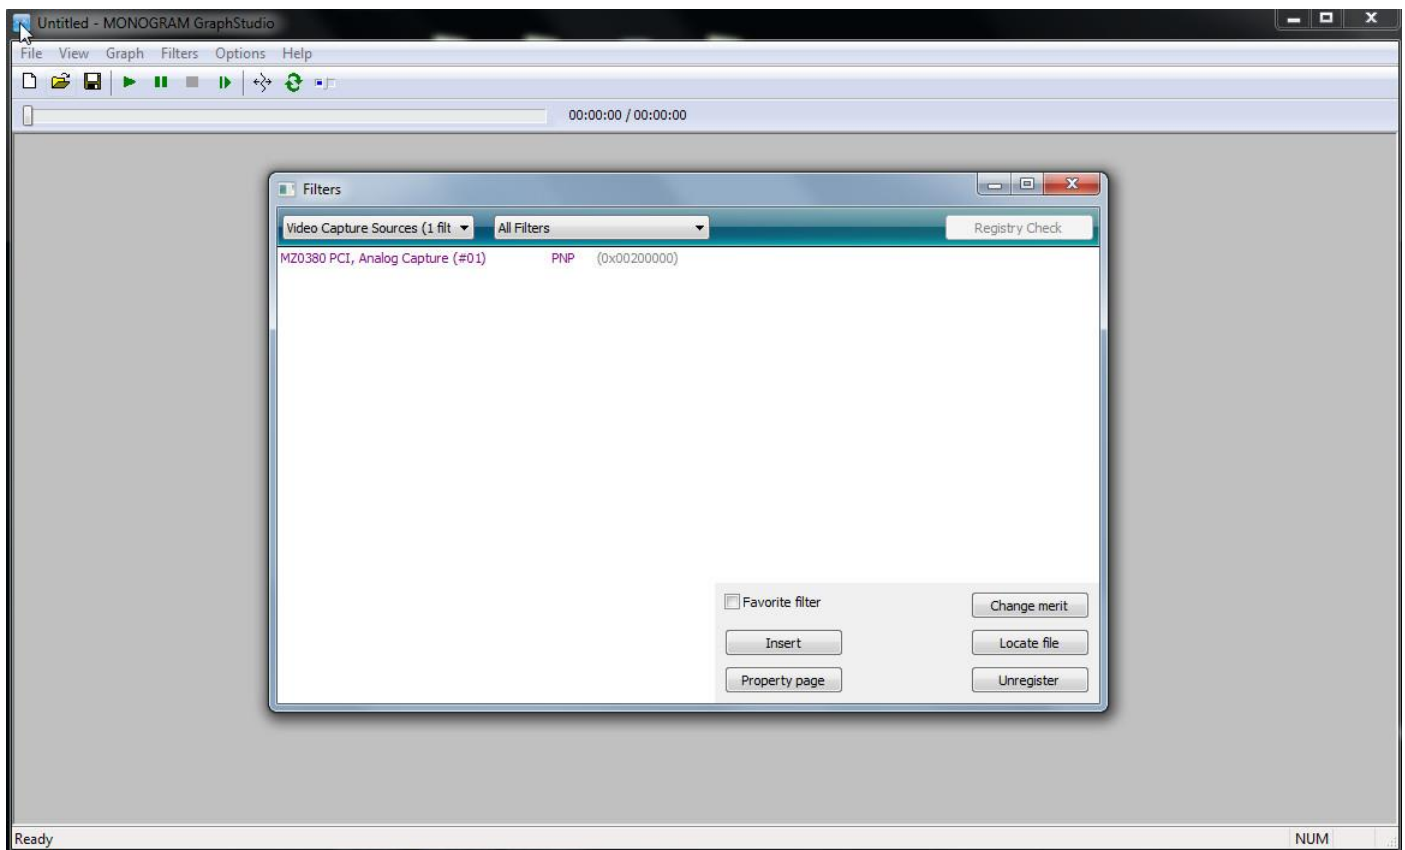 Untitled - MONOGRAM GraphStudio
File View Graph Filters Options Help
00:00:00 / 00:00:00
Filters
Video Capture Sources (1 filt All Filters Registry Check
MZ0380 PCI, Analog Capture (#01) PNP (0x00200000)
Favorite filter Change merit
Insert Locate file
Property page Unregister
Ready NUM